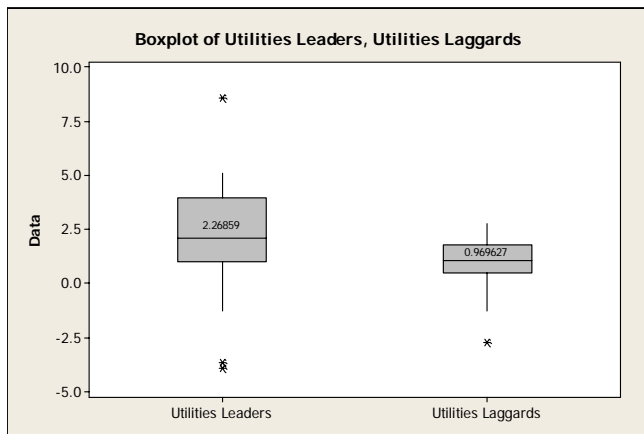 Boxplot of Utilities Leaders, Utilities Laggards
10.0
7.5
5.0
2.5
0.0
-2.5
-5.0
Data
2.26859
0.969627
Utilities Leaders
Utilities Laggards